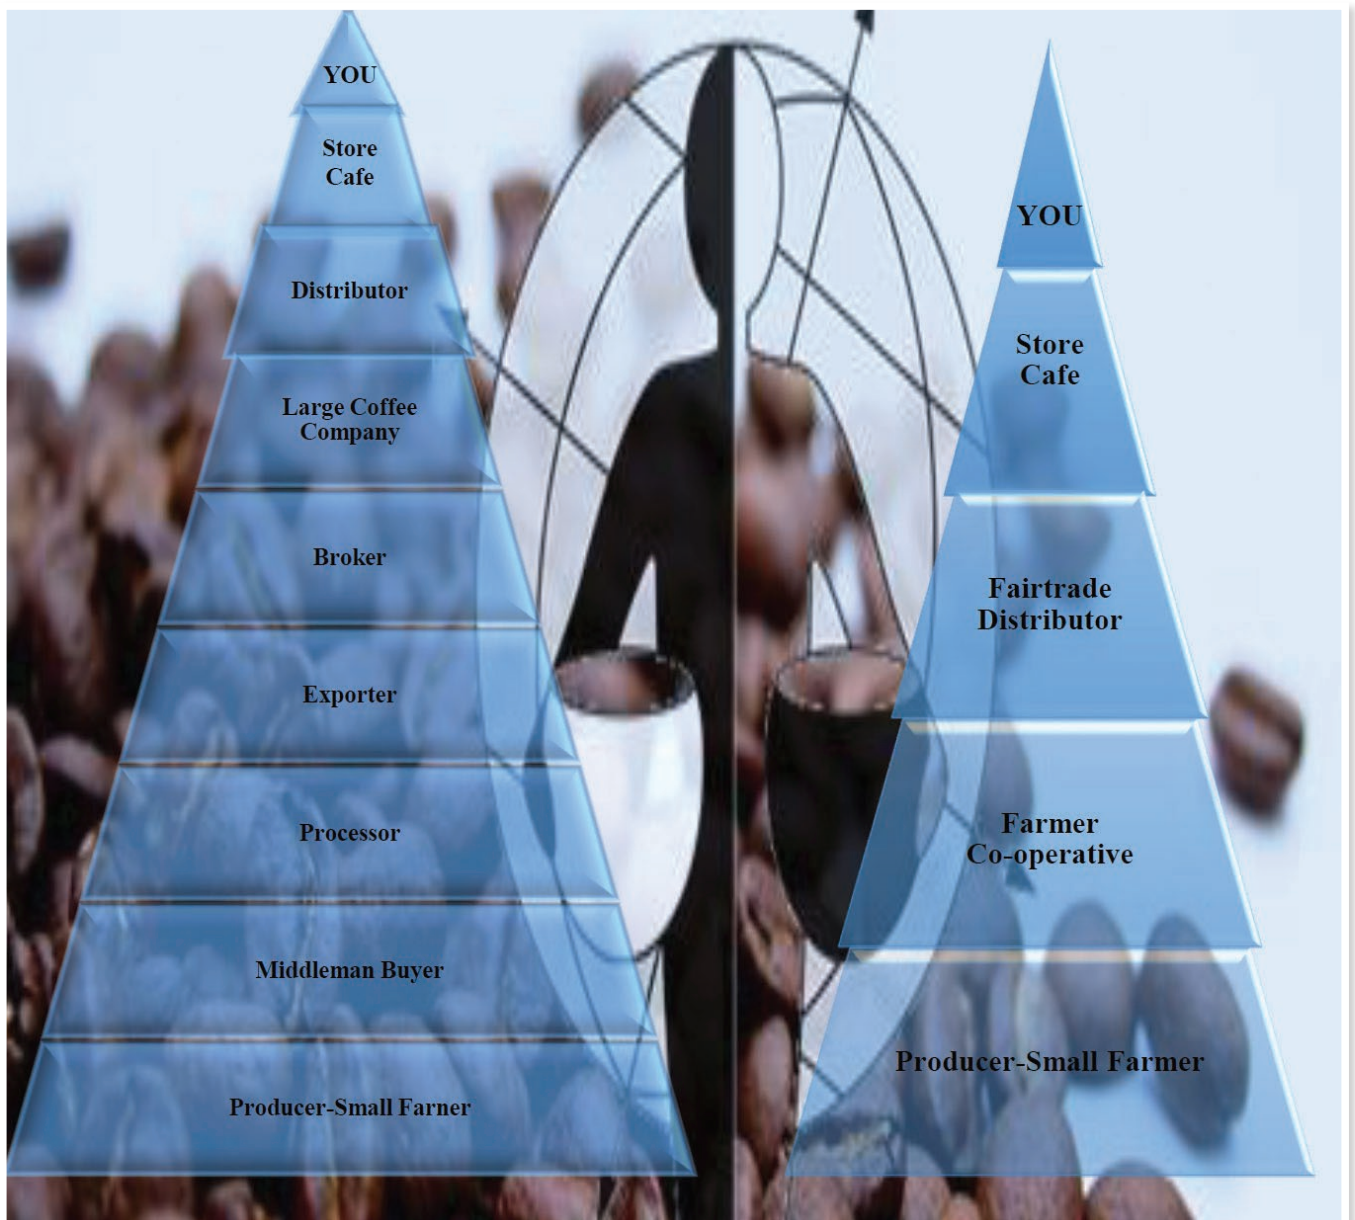 YOU
Store
Cafe
Distributor
Large Coffee
Company
Broker
Exporter
Processor
Middleman Buyer
Producer-Small Farner
YOU
Store
Cafe
Fairtrade
Distributor
Farmer
Co-operative
Producer-Small Farmer